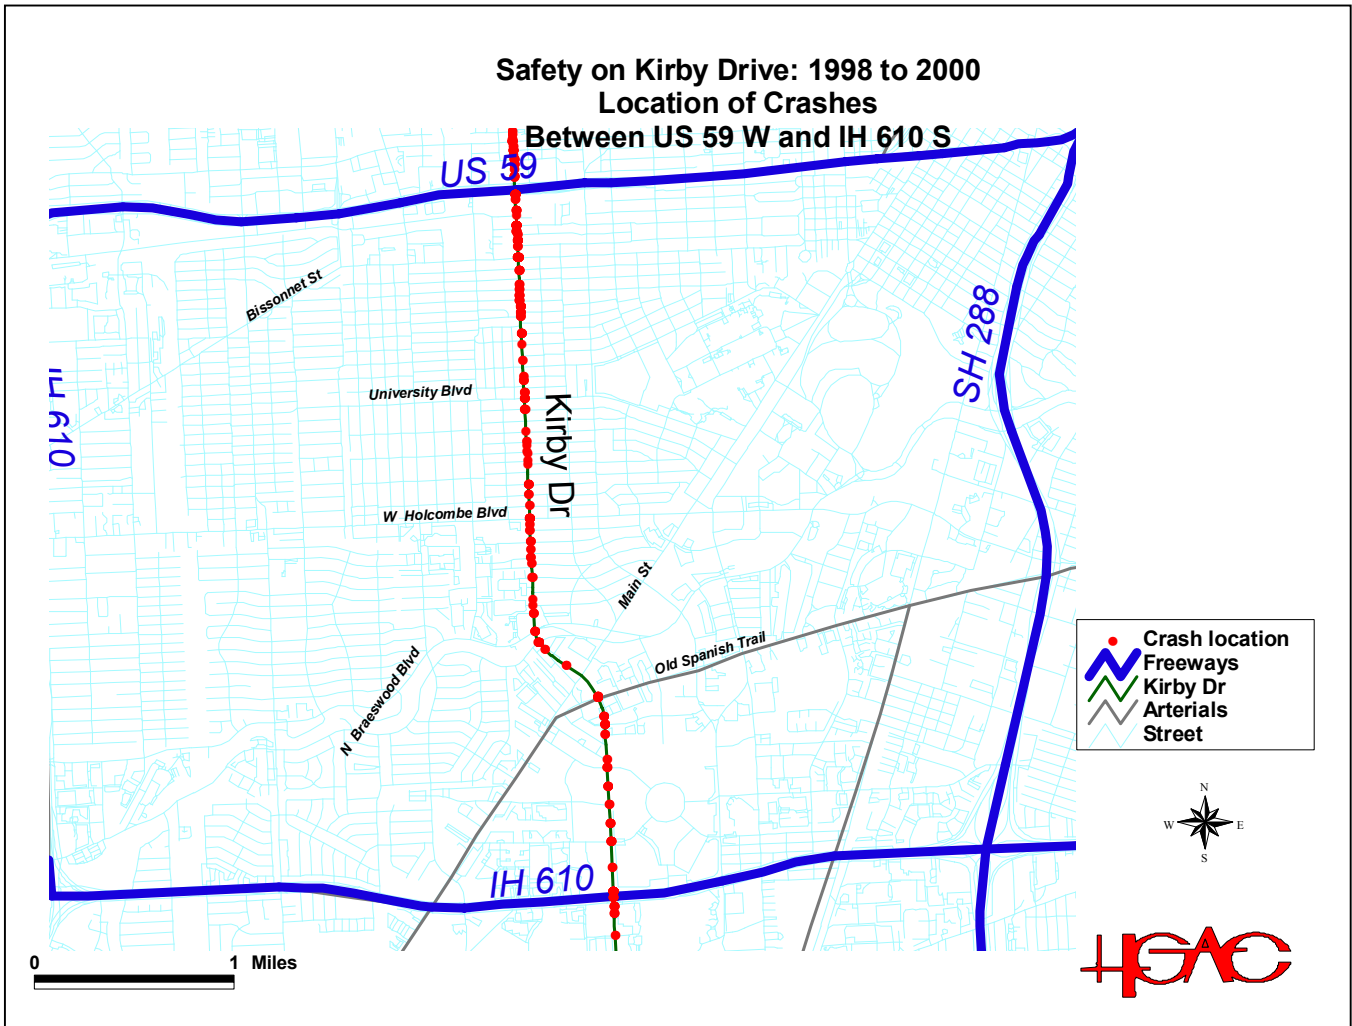 Safety on Kirby Drive: 1998 to 2000
Location of Crashes
Between US 59 W and IH 610 S
US 59
Bissonnet St
SH 288
IH 610
University Blvd
Kirby Dr
W Holcombe Blvd
Main St
Old Spanish Trail
N Braeswood Blvd
Crash location
Freeways
Kirby Dr
Arterials
Street
N
W E
S
IH 610
0 1 Miles
HGAC